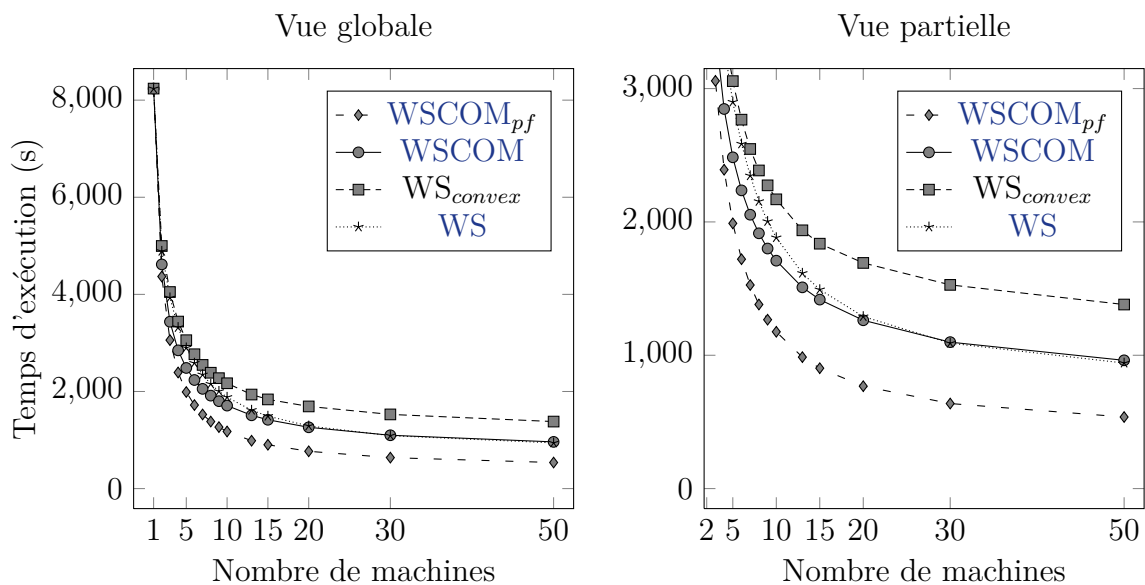 Vue globale
8,000
6,000
4,000
2,000
0
Temps d'exécution (s)
WSCOM_pf
WSCOM
WS_convex
WS
1 5 10 15 20 30 50
Nombre de machines
Vue partielle
3,000
2,000
1,000
0
WSCOM_pf
WSCOM
WS_convex
WS
2 5 10 15 20 30 50
Nombre de machines